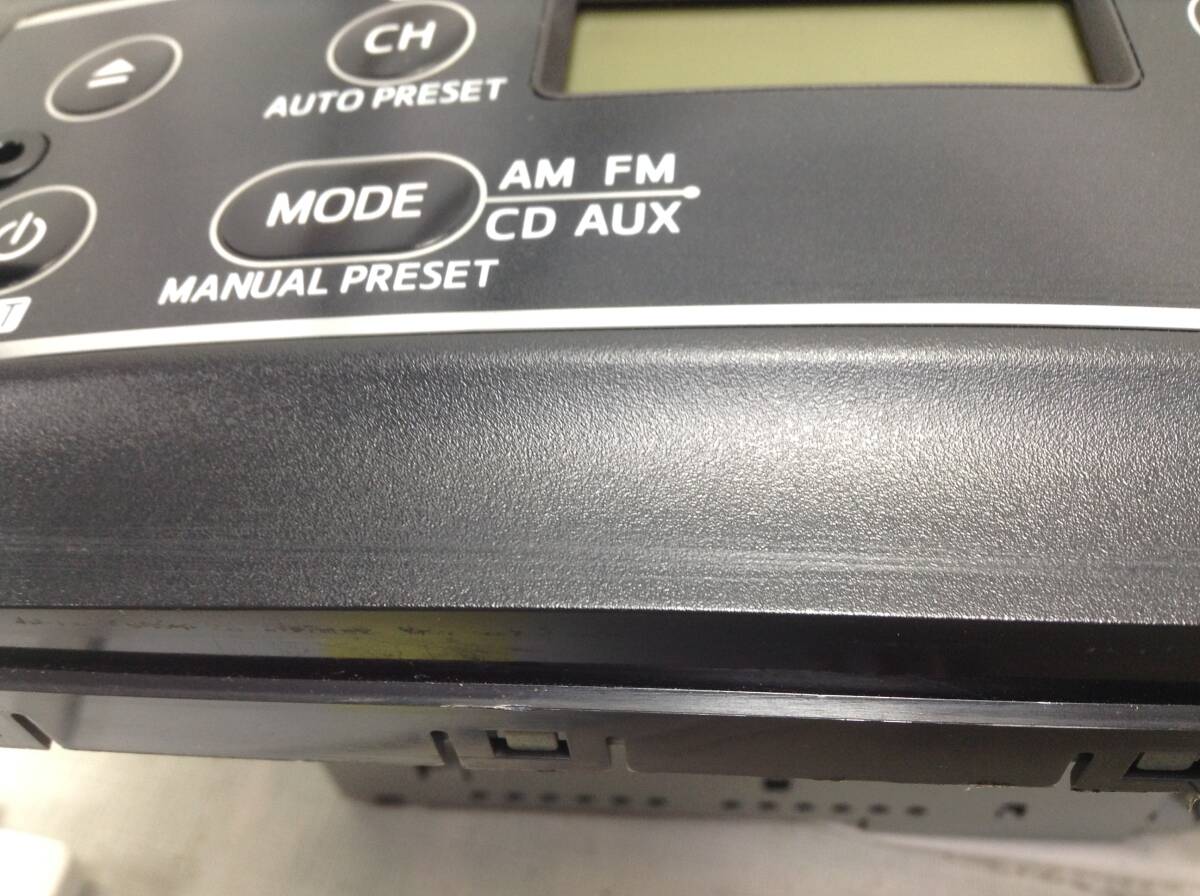 CH
AUTO PRESET
MODE
AM FM
CD AUX
MANUAL PRESET
T